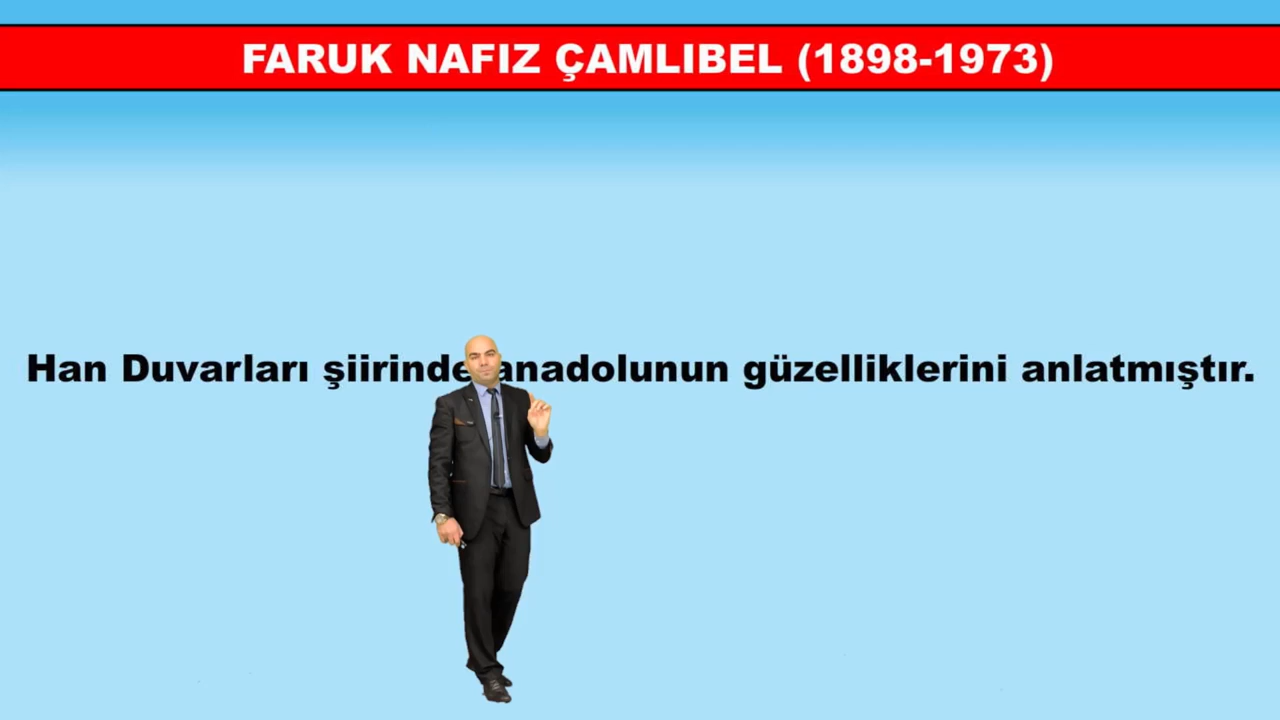 FARUK NAFIZ ÇAMLIBEL (1898-1973)
Han Duvarları şiirinde anadolunun güzelliklerini anlatmıştır.